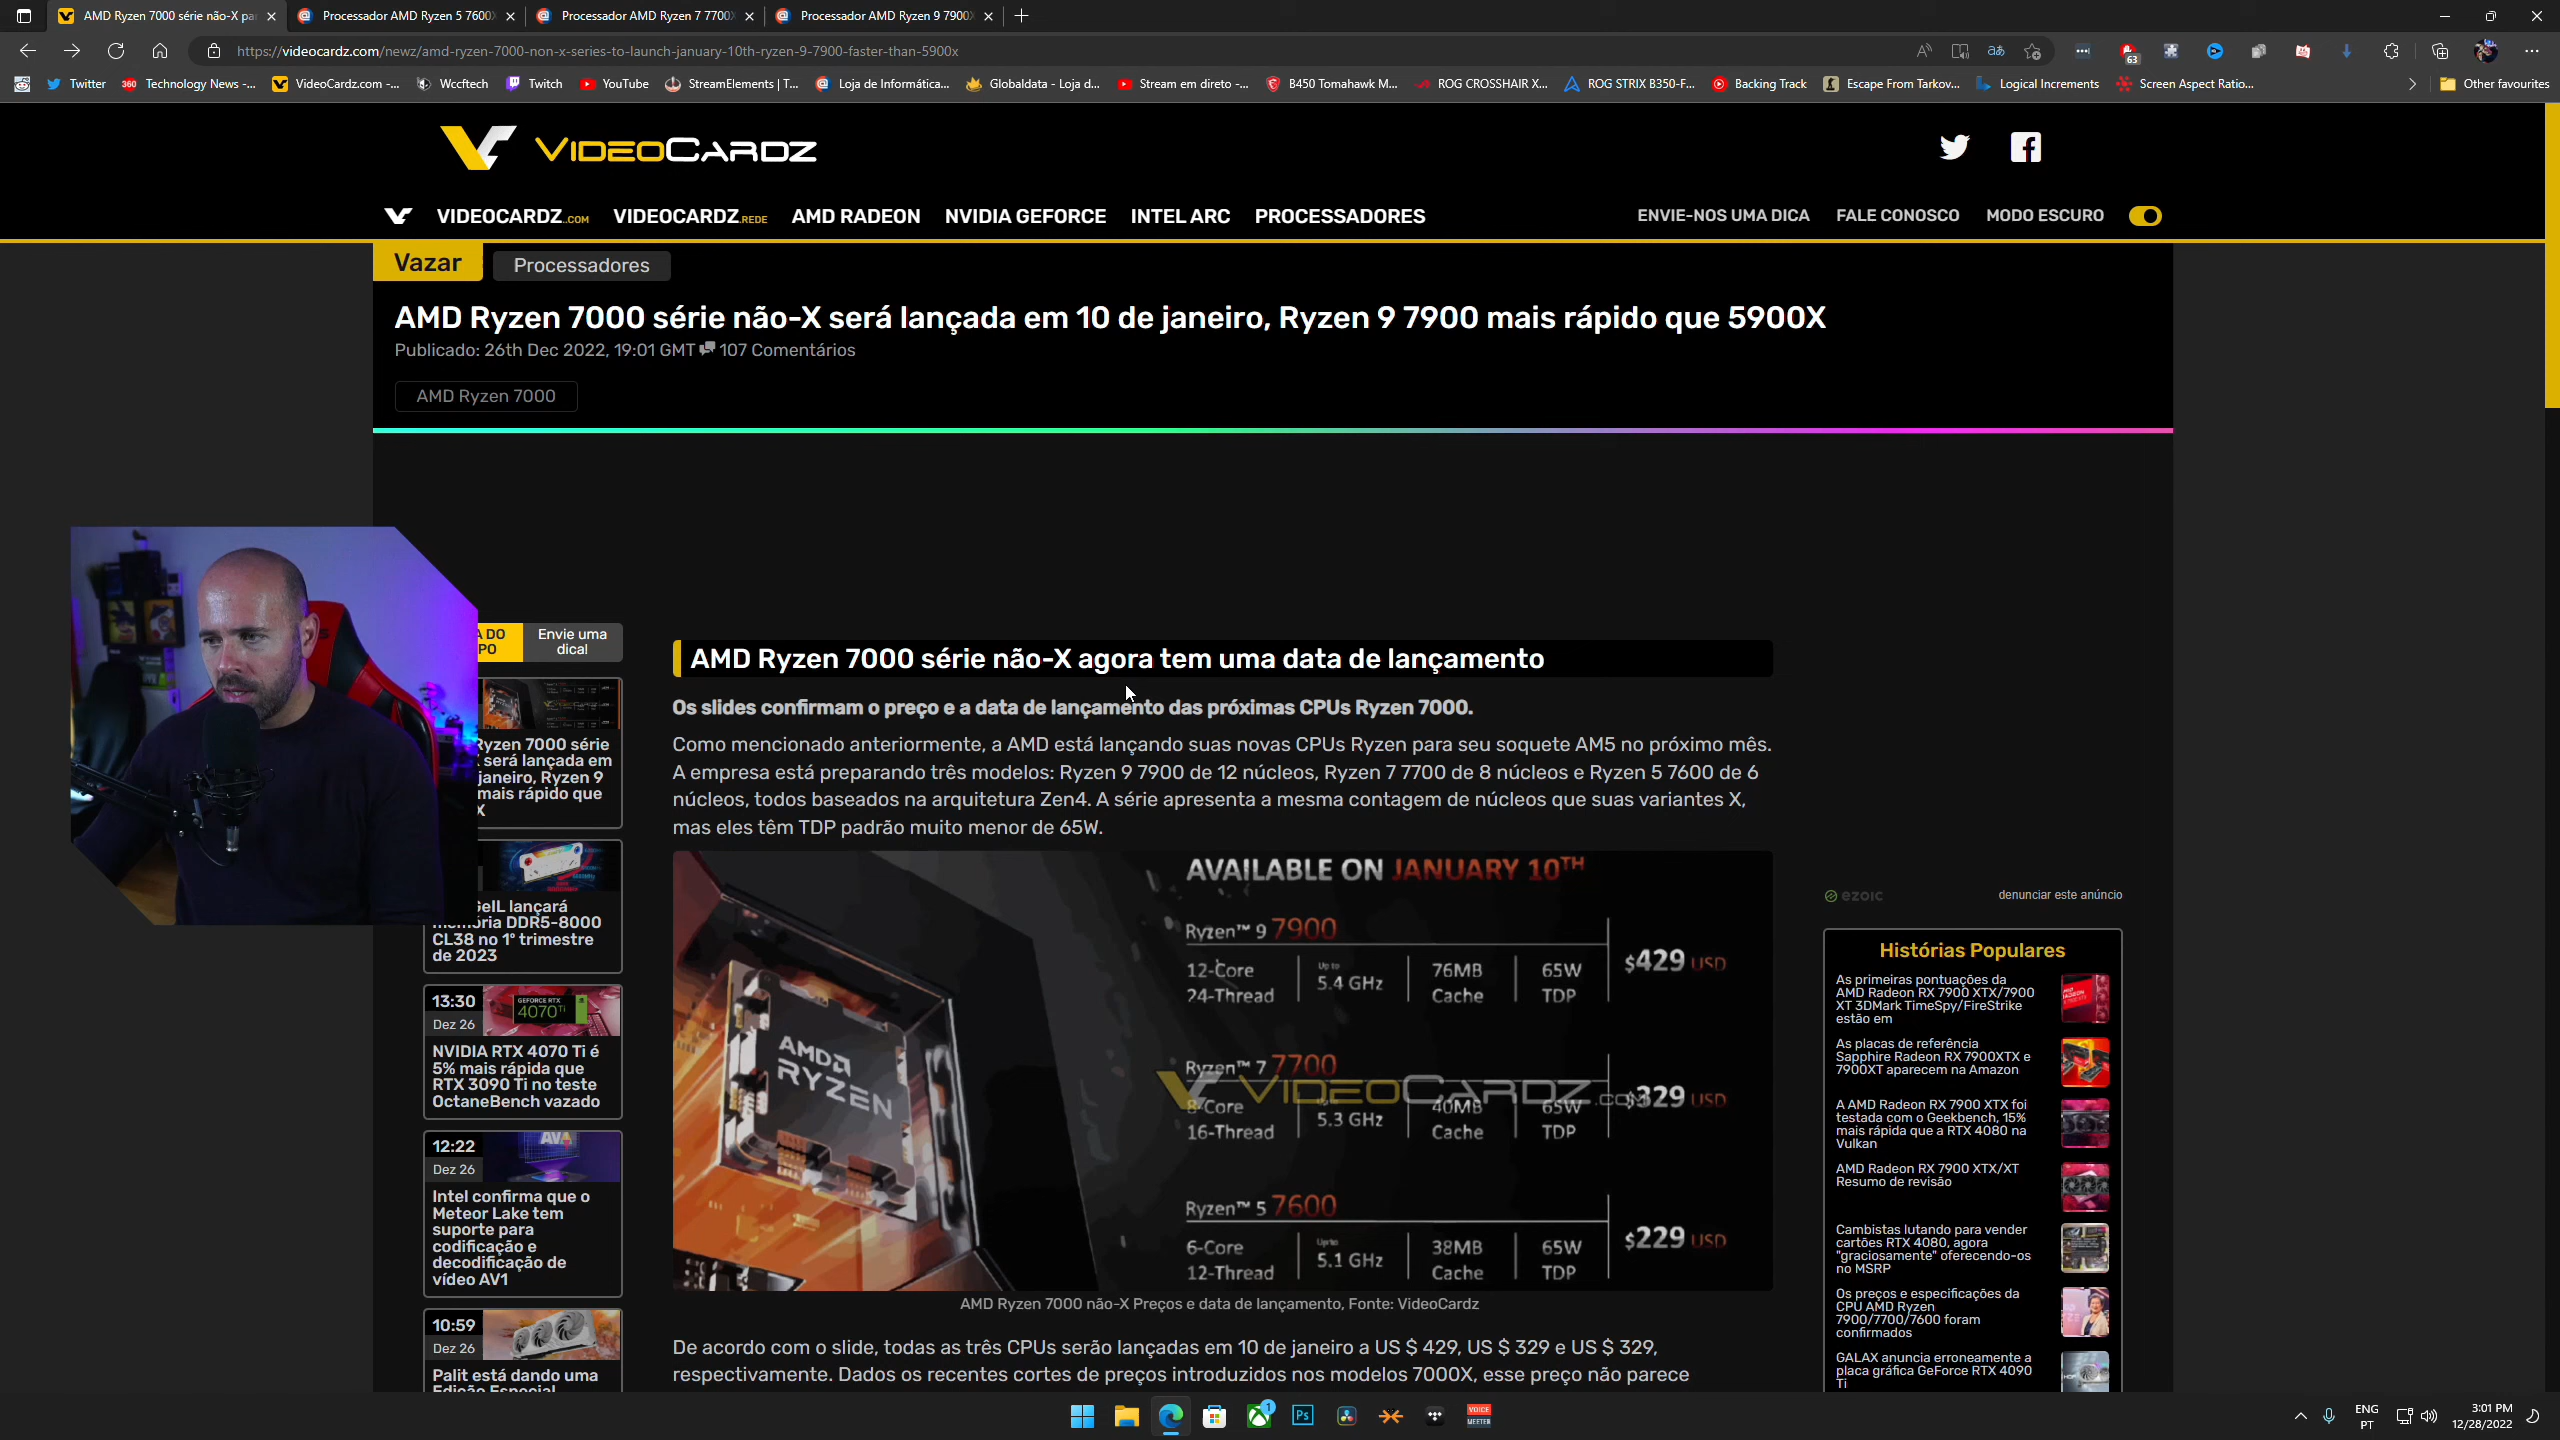 AMD Ryzen 7000 série não-X pa
Processador AMD Ryzen 5 7600X
Processador AMD Ryzen 7 7700X
Processador AMD Ryzen 9 7900X
https://videocardz.com/newz/amd-ryzen-7000-non-x-series-to-launch-january-10th-ryzen-9-7900-faster-than-5900x
63
Twitter
360 Technology News -...
VideoCardz.com -...
Wccftech
Twitch
YouTube
StreamElements | T...
Loja de Informática...
Globaldata - Loja d...
Stream em direto -...
B450 Tomahawk M...
ROG CROSSHAIR X...
ROG STRIX B350-F...
Backing Track
Escape From Tarkov...
Logical Increments
Screen Aspect Ratio...
Other favourites
VIDEOCARDZ
VIDEOCARDZ..COM
VIDEOCARDZ.REDE
AMD RADEON
NVIDIA GEFORCE
INTEL ARC
PROCESSADORES
ENVIE-NOS UMA DICA
FALE CONOSCO
MODO ESCURO
Vazar
Processadores
AMD Ryzen 7000 série não-X será lançada em 10 de janeiro, Ryzen 9 7900 mais rápido que 5900X
Publicado: 26th Dec 2022, 19:01 GMT 107 Comentários
AMD Ryzen 7000
A DO
PO
Envie uma
dica!
Ryzen 7000 série
será lançada em
janeiro, Ryzen 9
mais rápido que
X
GeIL lançará
memória DDR5-8000
CL38 no 1º trimestre
de 2023
13:30
Dez 26
GEFORCE RTX
4070 Ti
NVIDIA RTX 4070 Ti é
5% mais rápida que
RTX 3090 Ti no teste
OctaneBench vazado
12:22
Dez 26
AV1
Intel confirma que o
Meteor Lake tem
suporte para
codificação e
decodificação de
vídeo AV1
10:59
Dez 26
Palit está dando uma
Edição Especial
AMD Ryzen 7000 série não-X agora tem uma data de lançamento
Os slides confirmam o preço e a data de lançamento das próximas CPUs Ryzen 7000.
Como mencionado anteriormente, a AMD está lançando suas novas CPUs Ryzen para seu soquete AM5 no próximo mês.
A empresa está preparando três modelos: Ryzen 9 7900 de 12 núcleos, Ryzen 7 7700 de 8 núcleos e Ryzen 5 7600 de 6
núcleos, todos baseados na arquitetura Zen4. A série apresenta a mesma contagem de núcleos que suas variantes X,
mas eles têm TDP padrão muito menor de 65W.
AMD
RYZEN
AVAILABLE ON JANUARY 10TH
Ryzen™ 9 7900
12-Core
24-Thread
Up to
5.4 GHz
76MB
Cache
65W
TDP
$429 USD
Ryzen™ 7 7700
8-Core
16-Thread
5.3 GHz
40MB
Cache
65W
TDP
$329 USD
VIDEOCARDZ.COM
Ryzen™ 5 7600
6-Core
12-Thread
Up to
5.1 GHz
38MB
Cache
65W
TDP
$229 USD
AMD Ryzen 7000 não-X Preços e data de lançamento, Fonte: VideoCardz
De acordo com o slide, todas as três CPUs serão lançadas em 10 de janeiro a US $ 429, US $ 329 e US $ 329,
respectivamente. Dados os recentes cortes de preços introduzidos nos modelos 7000X, esse preço não parece
ezoic
denunciar este anúncio
Histórias Populares
As primeiras pontuações da
AMD Radeon RX 7900 XTX/7900
XT 3DMark TimeSpy/FireStrike
estão em
As placas de referência
Sapphire Radeon RX 7900XTX e
7900XT aparecem na Amazon
A AMD Radeon RX 7900 XTX foi
testada com o Geekbench, 15%
mais rápida que a RTX 4080 na
Vulkan
AMD Radeon RX 7900 XTX/XT
Resumo de revisão
Cambistas lutando para vender
cartões RTX 4080, agora
"graciosamente" oferecendo-os
no MSRP
Os preços e especificações da
CPU AMD Ryzen
7900/7700/7600 foram
confirmados
GALAX anuncia erroneamente a
placa gráfica GeForce RTX 4090
Ti
1
Ps
VOICE
MEETER
ENG
PT
3:01 PM
12/28/2022